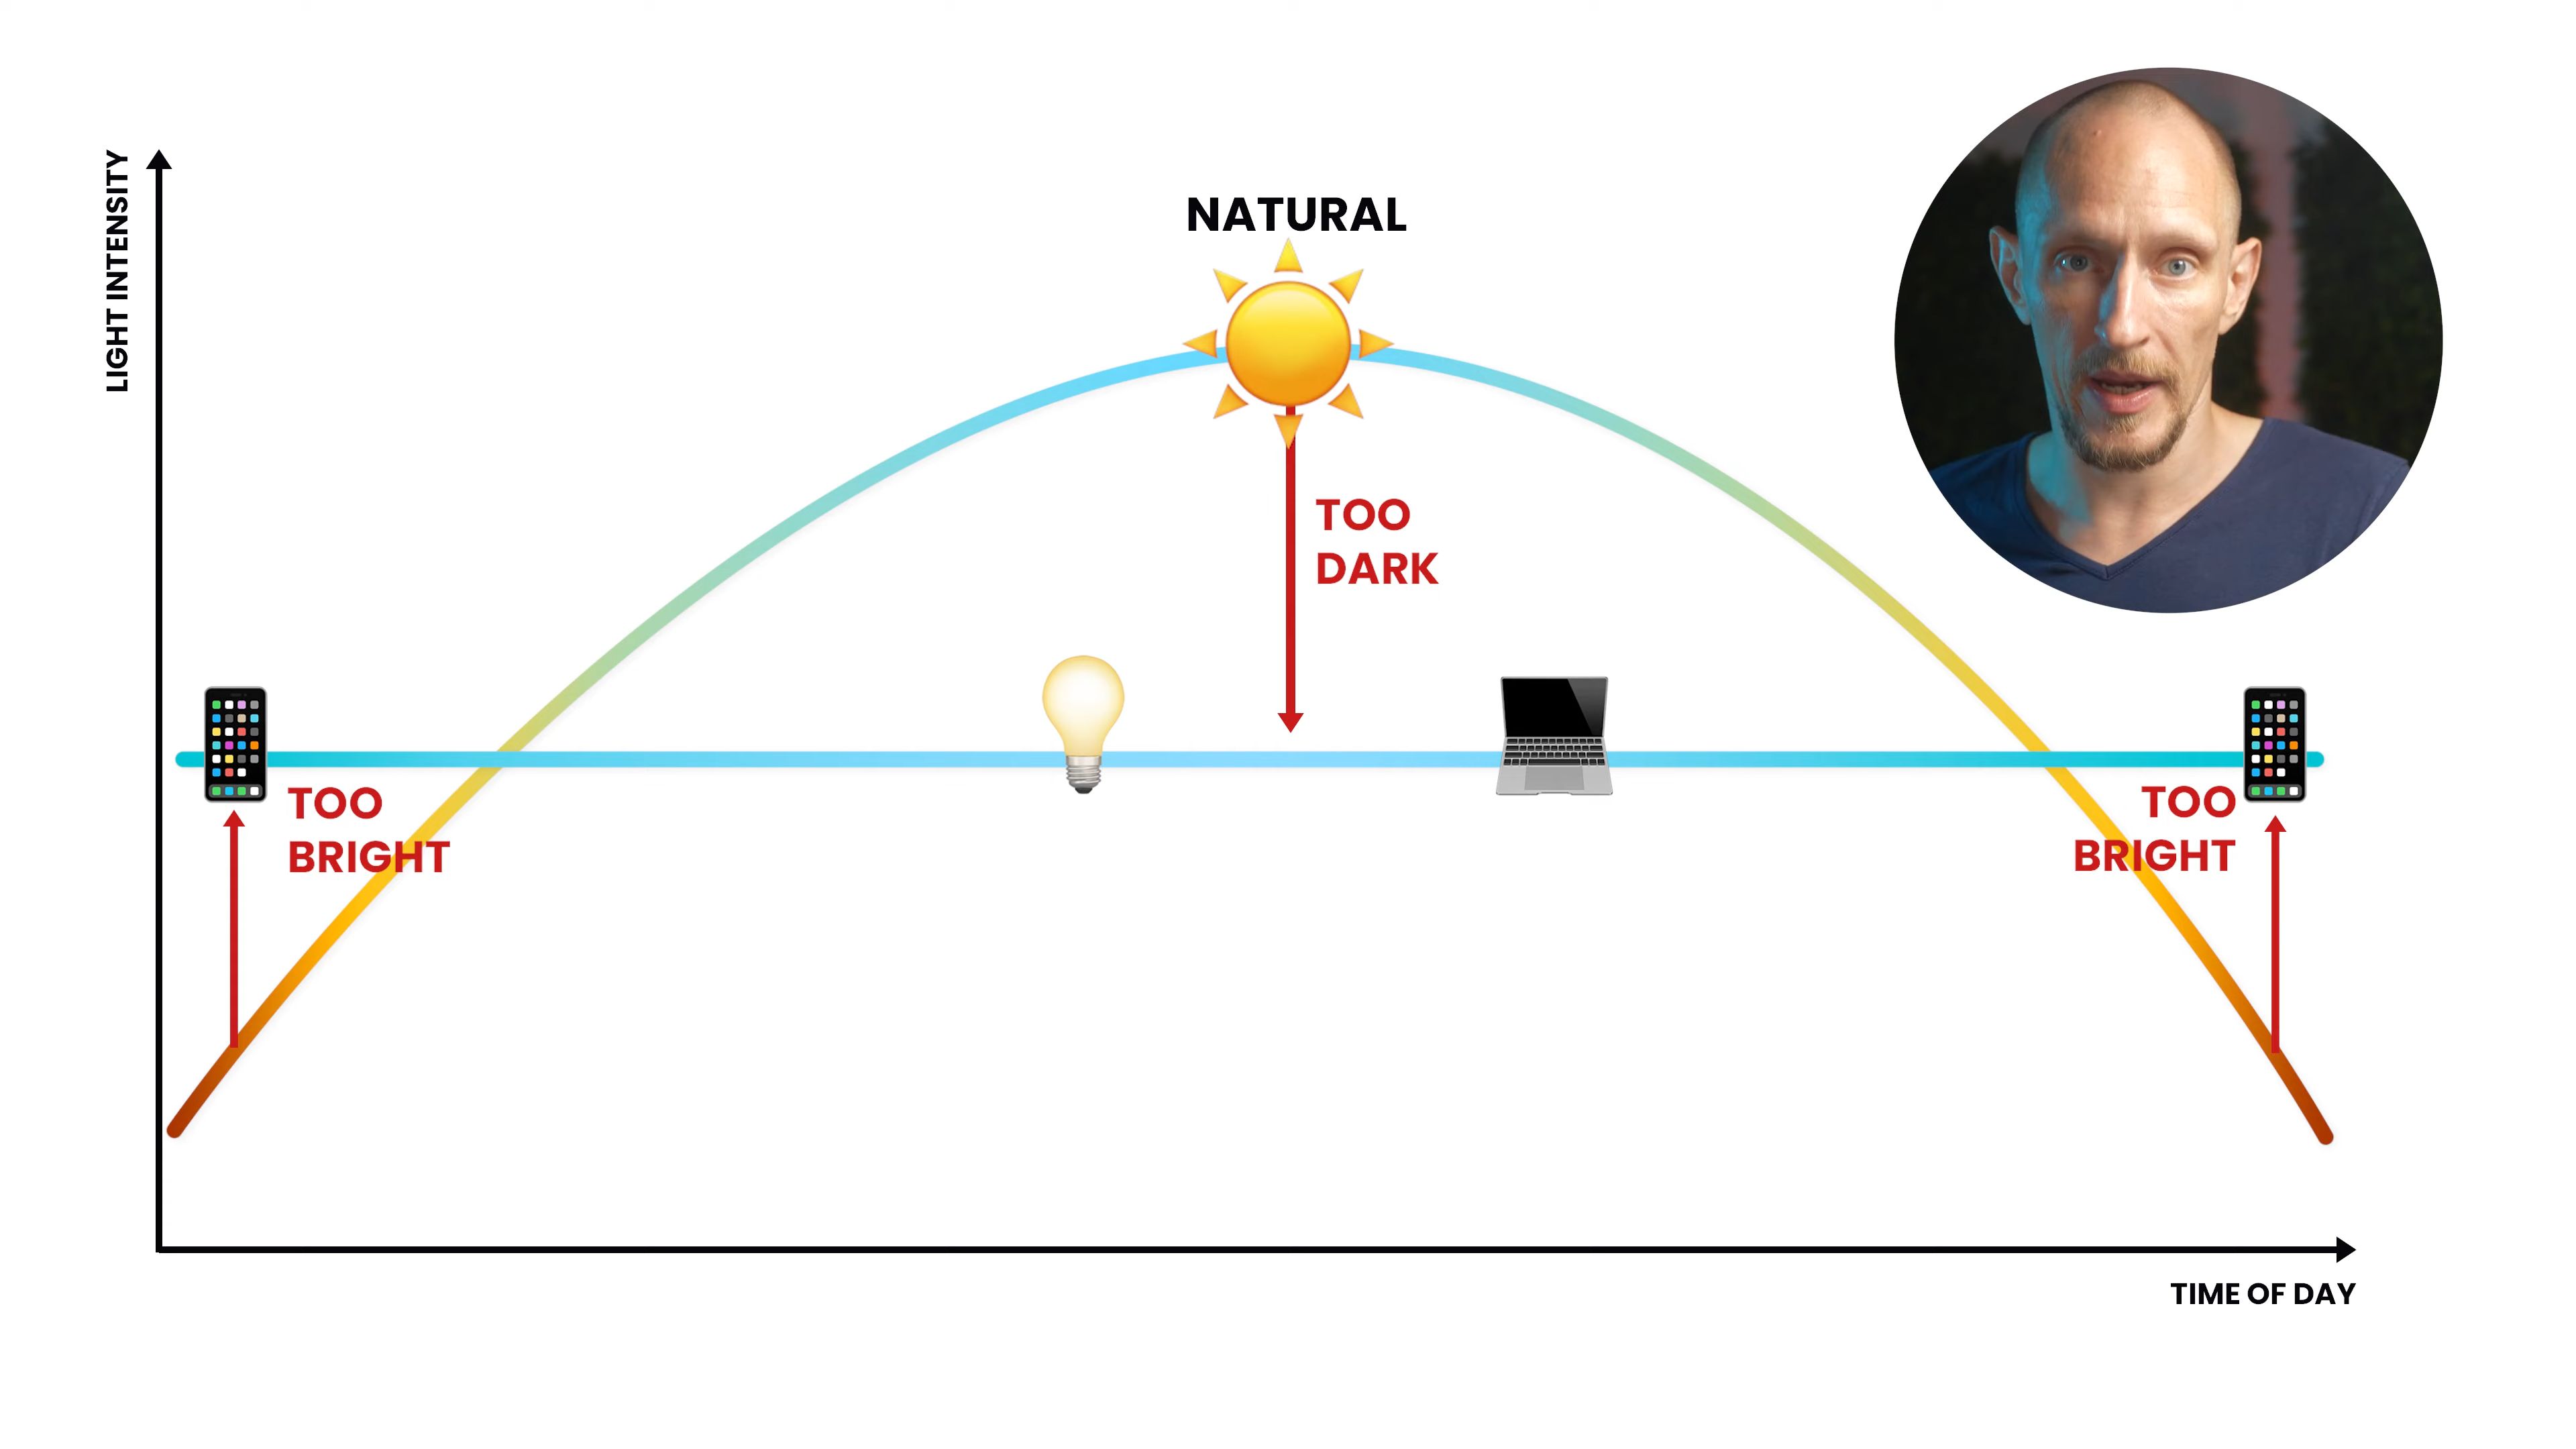 LIGHT INTENSITY
NATURAL
TOO
DARK
TOO
BRIGHT
TOO
BRIGHT
TIME OF DAY